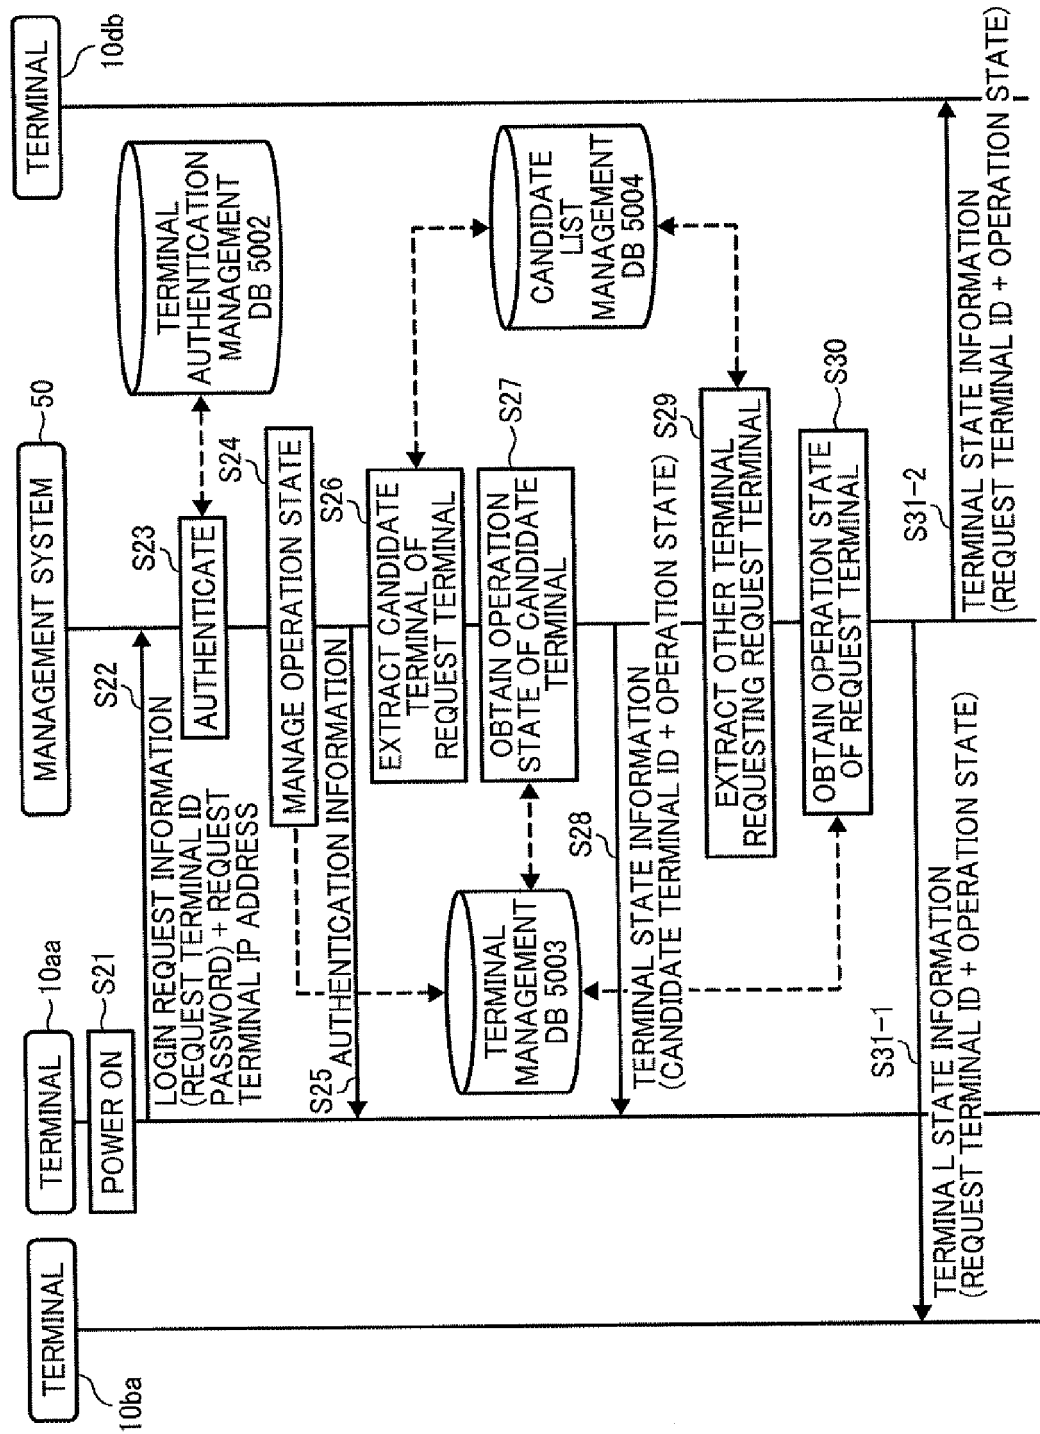 TERMINAL
10ba
TERMINAL
10aa
MANAGEMENT SYSTEM
50
TERMINAL
10db
POWER ON
S21
S22
LOGIN REQUEST INFORMATION
(REQUEST TERMINAL ID
PASSWORD) + REQUEST
TERMINAL IP ADDRESS
AUTHENTICATE
S23
TERMINAL
AUTHENTICATION
MANAGEMENT
DB 5002
MANAGE OPERATION STATE
S24
S25
AUTHENTICATION INFORMATION
EXTRACT CANDIDATE
TERMINAL OF
REQUEST TERMINAL
S26
OBTAIN OPERATION
STATE OF CANDIDATE
TERMINAL
S27
TERMINAL
MANAGEMENT
DB 5003
CANDIDATE
LIST
MANAGEMENT
DB 5004
S28
TERMINAL STATE INFORMATION
(CANDIDATE TERMINAL ID + OPERATION STATE)
S29
EXTRACT OTHER TERMINAL
REQUESTING REQUEST TERMINAL
OBTAIN OPERATION STATE
OF REQUEST TERMINAL
S30
S31-1
TERMINAL STATE INFORMATION
(REQUEST TERMINAL ID + OPERATION STATE)
S31-2
TERMINAL STATE INFORMATION
(REQUEST TERMINAL ID + OPERATION STATE)